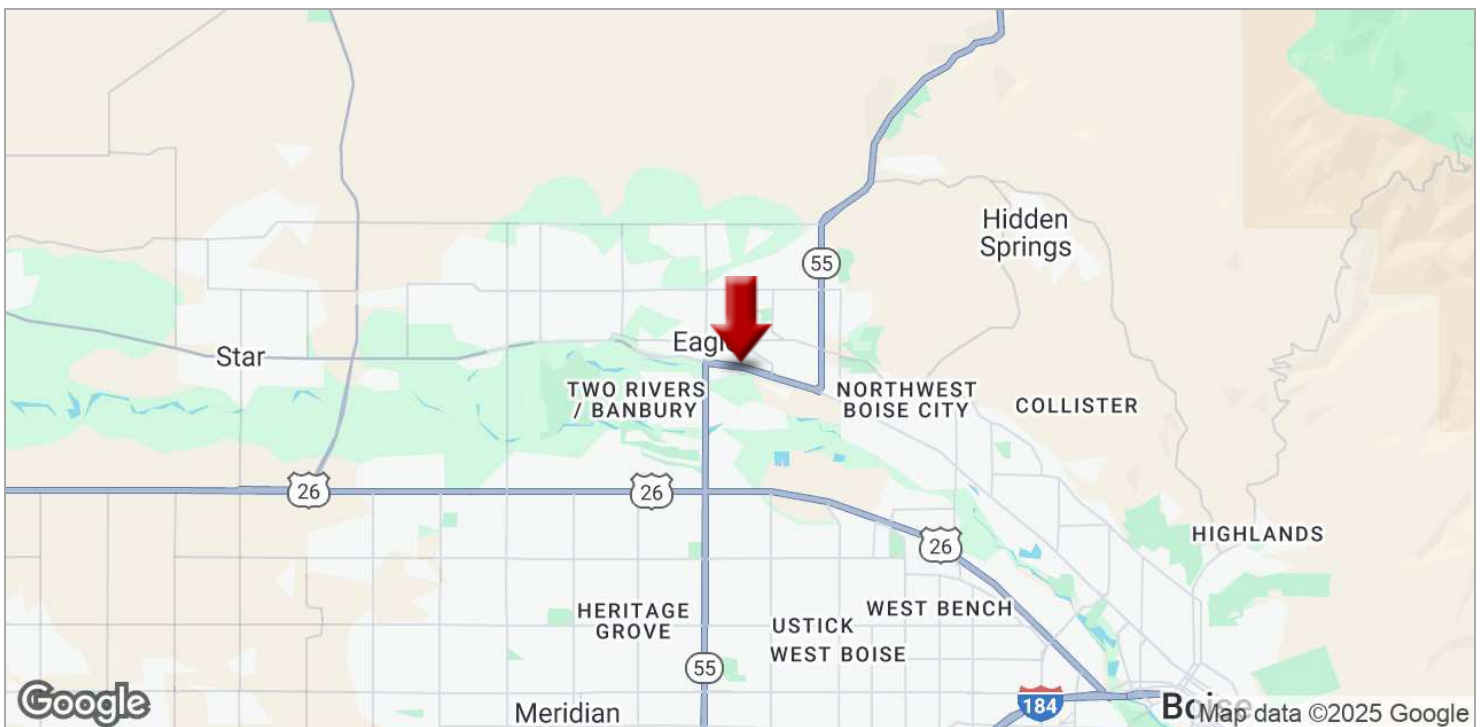 Hidden
Springs
55
Eagl
Star
TWO RIVERS
/ BANBURY
NORTHWEST
BOISE CITY
COLLISTER
26
26
26
HIGHLANDS
HERITAGE
GROVE
WEST BENCH
USTICK
WEST BOISE
55
184
Google
Meridian
Map data ©2025 Google